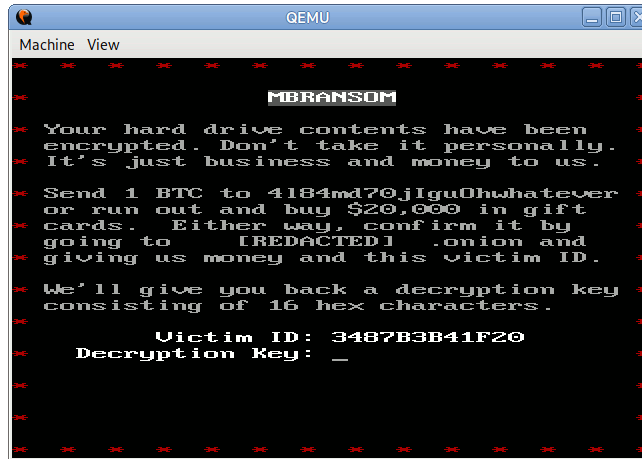 QEMU
Machine View
MBRANSOM
Your hard drive contents have been
encrypted. Don't take it personally.
It's just business and money to us.
Send 1 BTC to 4l84md70jIguOhwhatever
or run out and buy $20,000 in gift
cards. Either way, confirm it by
going to [REDACTED] .onion and
giving us money and this victim ID.
We'll give you back a decryption key
consisting of 16 hex characters.
Victim ID: 3487B3B41F20
Decryption Key: _